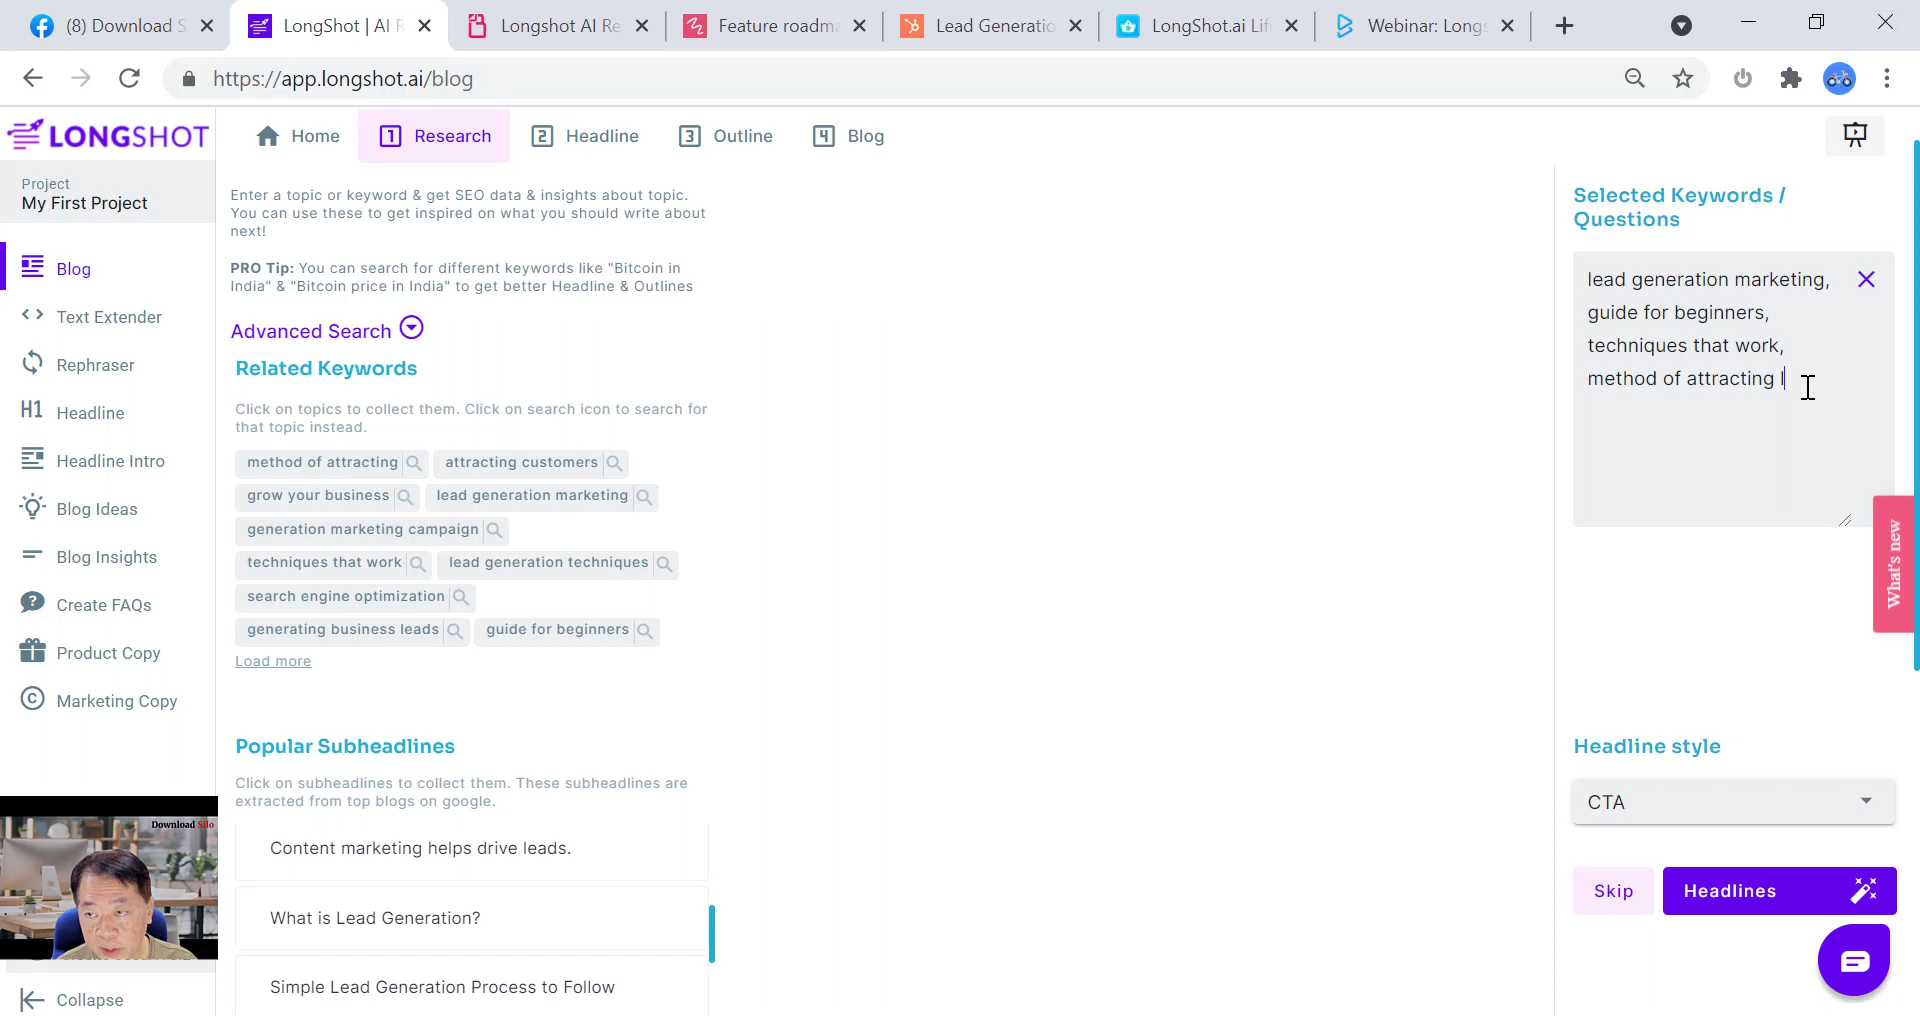 (8) Download S
LongShot | AI R
Longshot AI Re
Feature roadma
Lead Generatio
LongShot.ai Lif
Webinar: Longs
https://app.longshot.ai/blog
LONGSHOT
Home
1 Research
2 Headline
3 Outline
4 Blog
Project
My First Project
Blog
Text Extender
Rephraser
H1 Headline
Headline Intro
Blog Ideas
Blog Insights
Create FAQs
Product Copy
Marketing Copy
Download Silo
Collapse
Enter a topic or keyword & get SEO data & insights about topic.
You can use these to get inspired on what you should write about
next!
PRO Tip: You can search for different keywords like "Bitcoin in
India" & "Bitcoin price in India" to get better Headline & Outlines
Advanced Search
Related Keywords
Click on topics to collect them. Click on search icon to search for
that topic instead.
method of attracting
attracting customers
grow your business
lead generation marketing
generation marketing campaign
techniques that work
lead generation techniques
search engine optimization
generating business leads
guide for beginners
Load more
Popular Subheadlines
Click on subheadlines to collect them. These subheadlines are
extracted from top blogs on google.
Content marketing helps drive leads.
What is Lead Generation?
Simple Lead Generation Process to Follow
Selected Keywords /
Questions
lead generation marketing,
guide for beginners,
techniques that work,
method of attracting l
What's new
Headline style
CTA
Skip
Headlines